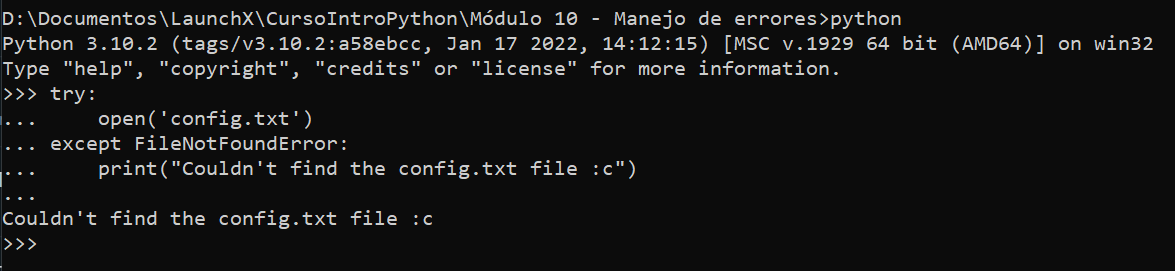 D:\Documentos\LaunchX\CursoIntroPython\Módulo 10 - Manejo de errores>python
Python 3.10.2 (tags/v3.10.2:a58ebcc, Jan 17 2022, 14:12:15) [MSC v.1929 64 bit (AMD64)] on win32
Type "help", "copyright", "credits" or "license" for more information.
>>> try:
...     open('config.txt')
... except FileNotFoundError:
...     print("Couldn't find the config.txt file :c")
...
Couldn't find the config.txt file :c
>>>